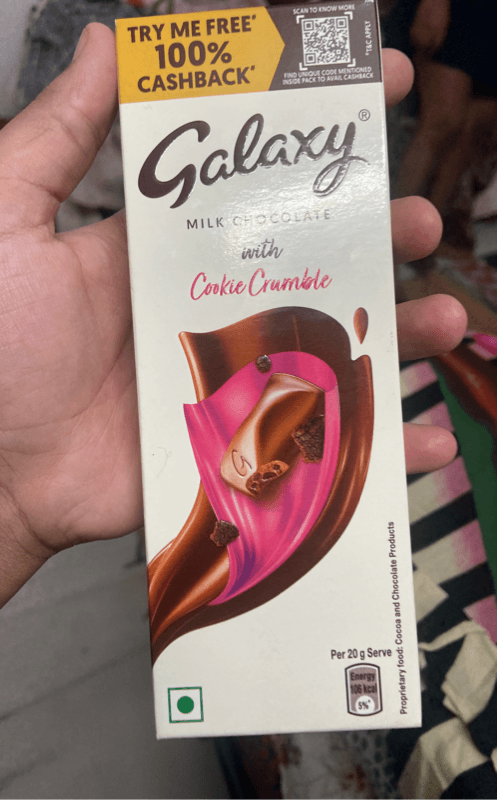 TRY ME FREE*
100%
CASHBACK*
SCAN TO KNOW MORE
*T&C APPLY
FIND UNIQUE CODE MENTIONED
INSIDE PACK TO AVAIL CASHBACK
Galaxy®
MILK CHOCOLATE
with
Cookie Crumble
Per 20 g Serve
Energy
106 kcal
5%*
Proprietary food: Cocoa and Chocolate Products